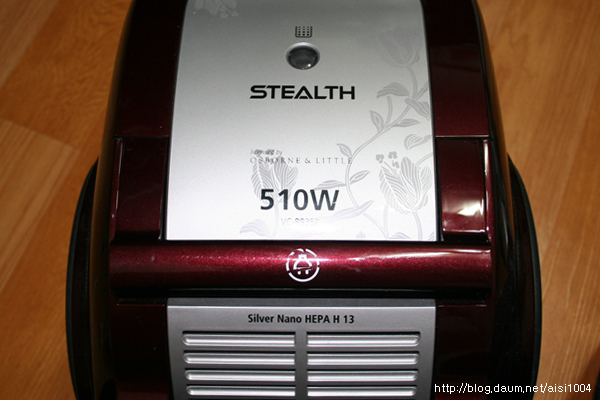 STEALTH
OSBORNE & LITTLE
510W
Silver Nano HEPA H 13
http://blog.daum.net/aisi1004